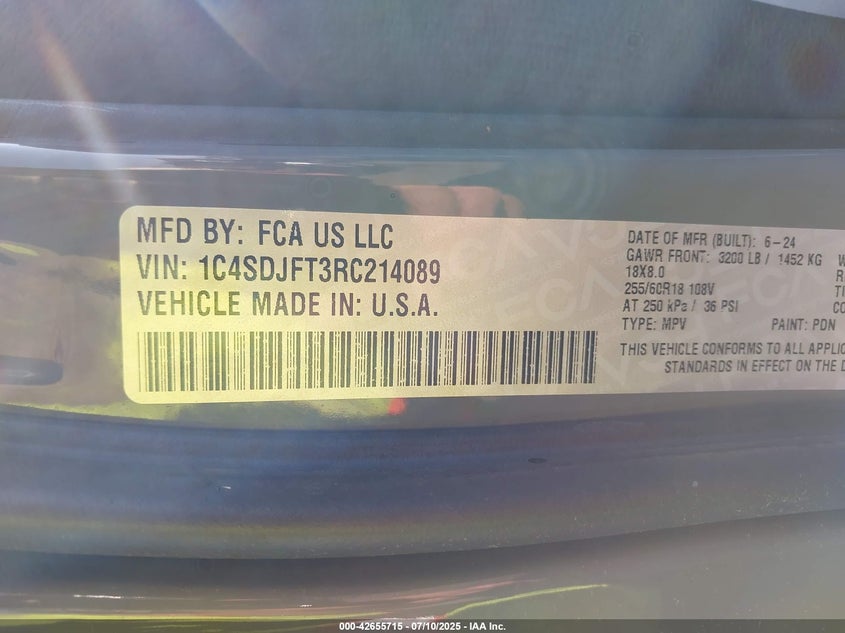 MFD BY: FCA US LLC
VIN: 1C4SDJFT3RC214089
VEHICLE MADE IN: U.S.A.
DATE OF MFR (BUILT): 6-24
GAWR FRONT: 3200 LB / 1452 KG
18X8.0
255/60R18 108V
AT 250 kPa / 36 PSI
TYPE: MPV PAINT: PDN
THIS VEHICLE CONFORMS TO ALL
STANDARDS IN EFFECT ON THE
000-42655715 - 07/10/2025 - IAA Inc.